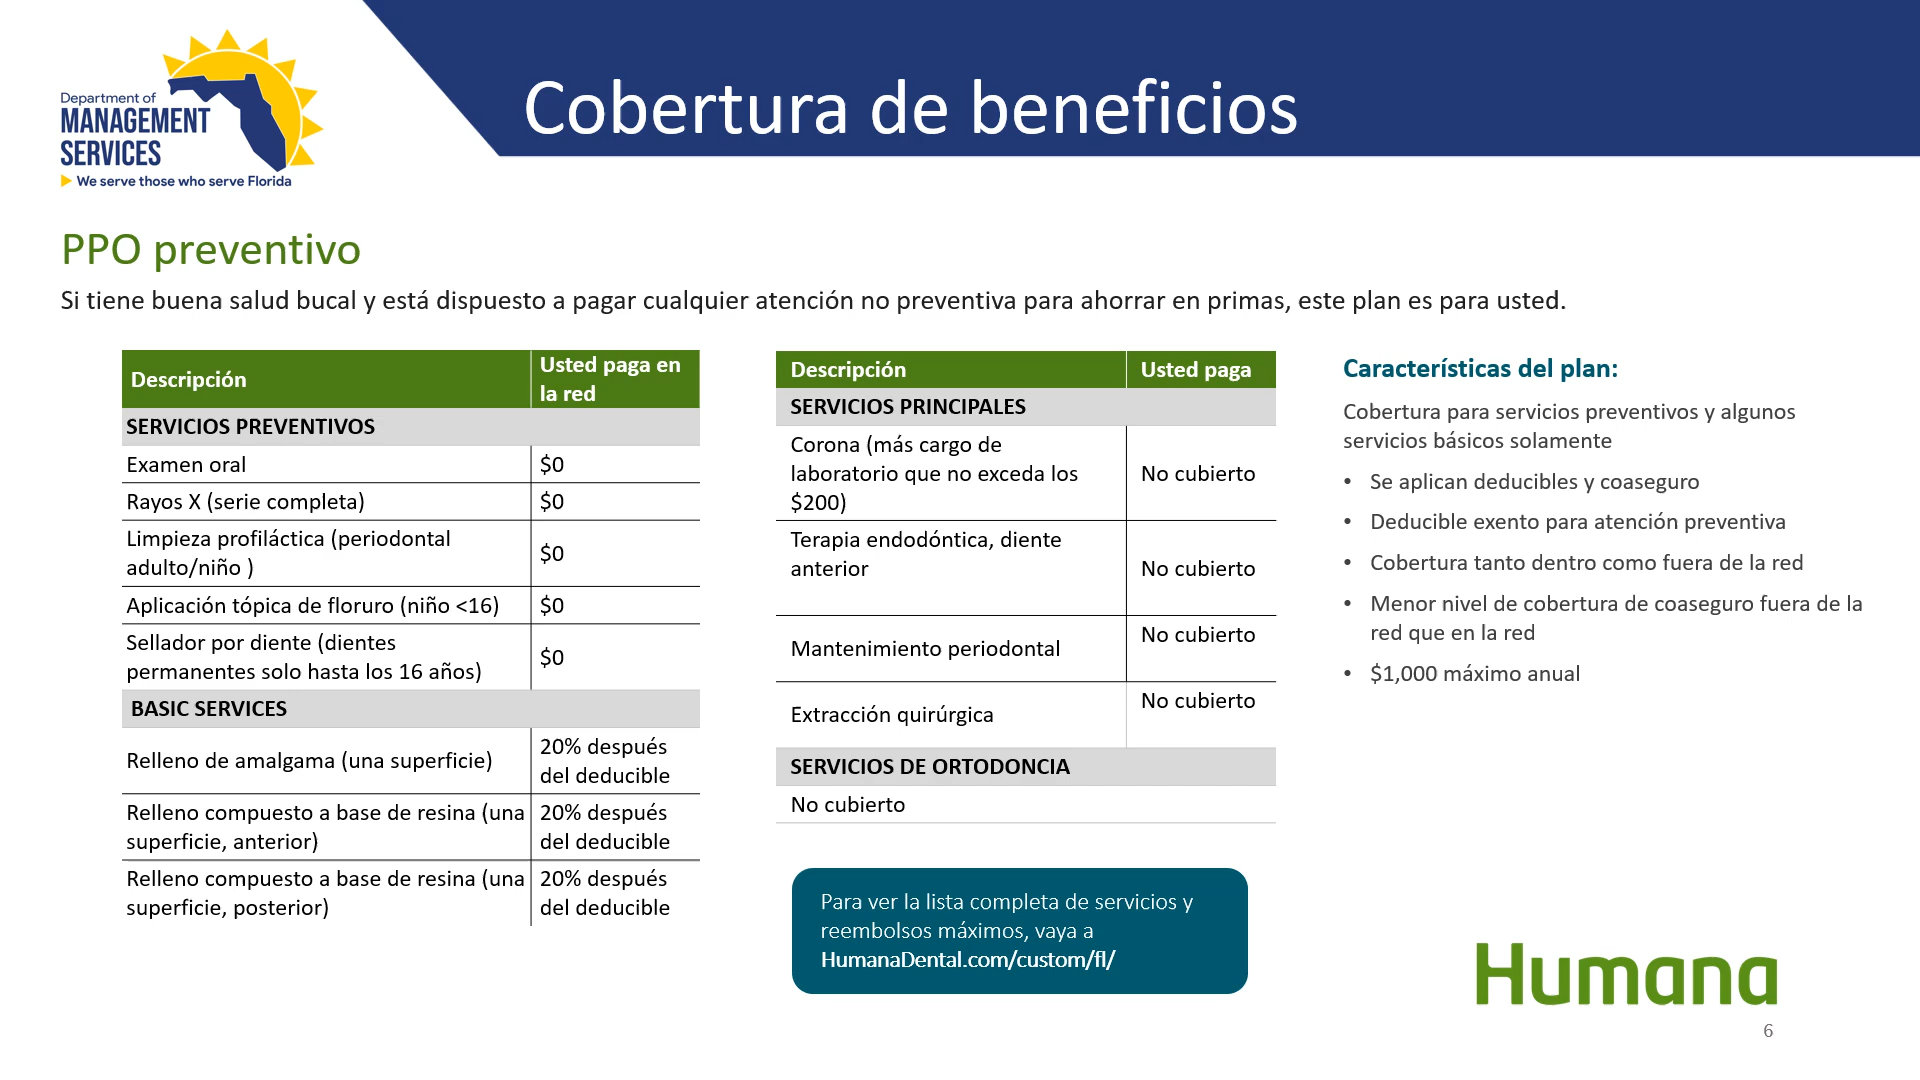 Department of
MANAGEMENT
SERVICES
We serve those who serve Florida
Cobertura de beneficios
PPO preventivo
Si tiene buena salud bucal y está dispuesto a pagar cualquier atención no preventiva para ahorrar en primas, este plan es para usted.
Descripción
Usted paga en
la red
SERVICIOS PREVENTIVOS
Examen oral
$0
Rayos X (serie completa)
$0
Limpieza profiláctica (periodontal
adulto/niño )
$0
Aplicación tópica de floruro (niño <16)
$0
Sellador por diente (dientes
permanentes solo hasta los 16 años)
$0
BASIC SERVICES
Relleno de amalgama (una superficie)
20% después
del deducible
Relleno compuesto a base de resina (una
superficie, anterior)
20% después
del deducible
Relleno compuesto a base de resina (una
superficie, posterior)
20% después
del deducible
Descripción
Usted paga
SERVICIOS PRINCIPALES
Corona (más cargo de
laboratorio que no exceda los
$200)
No cubierto
Terapia endodóntica, diente
anterior
No cubierto
Mantenimiento periodontal
No cubierto
Extracción quirúrgica
No cubierto
SERVICIOS DE ORTODONCIA
No cubierto
Para ver la lista completa de servicios y
reembolsos máximos, vaya a
HumanaDental.com/custom/fl/
Características del plan:
Cobertura para servicios preventivos y algunos
servicios básicos solamente
• Se aplican deducibles y coaseguro
• Deducible exento para atención preventiva
• Cobertura tanto dentro como fuera de la red
• Menor nivel de cobertura de coaseguro fuera de la
red que en la red
• $1,000 máximo anual
Humana
6